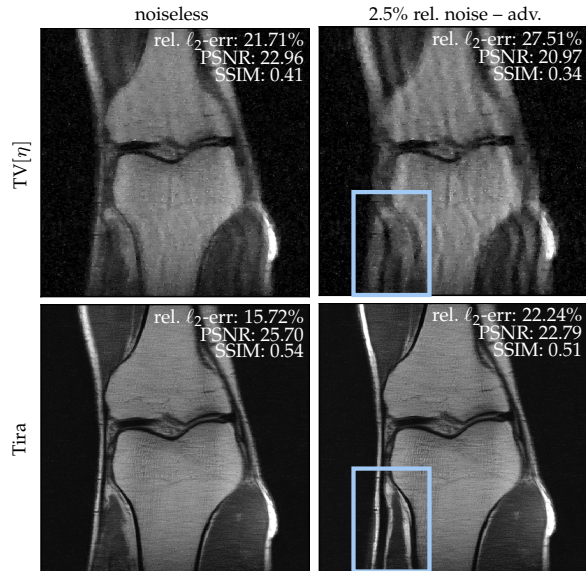 noiseless
2.5% rel. noise – adv.
TV[η]
rel. ℓ₂-err: 21.71%
PSNR: 22.96
SSIM: 0.41
rel. ℓ₂-err: 27.51%
PSNR: 20.97
SSIM: 0.34
Tira
rel. ℓ₂-err: 15.72%
PSNR: 25.70
SSIM: 0.54
rel. ℓ₂-err: 22.24%
PSNR: 22.79
SSIM: 0.51